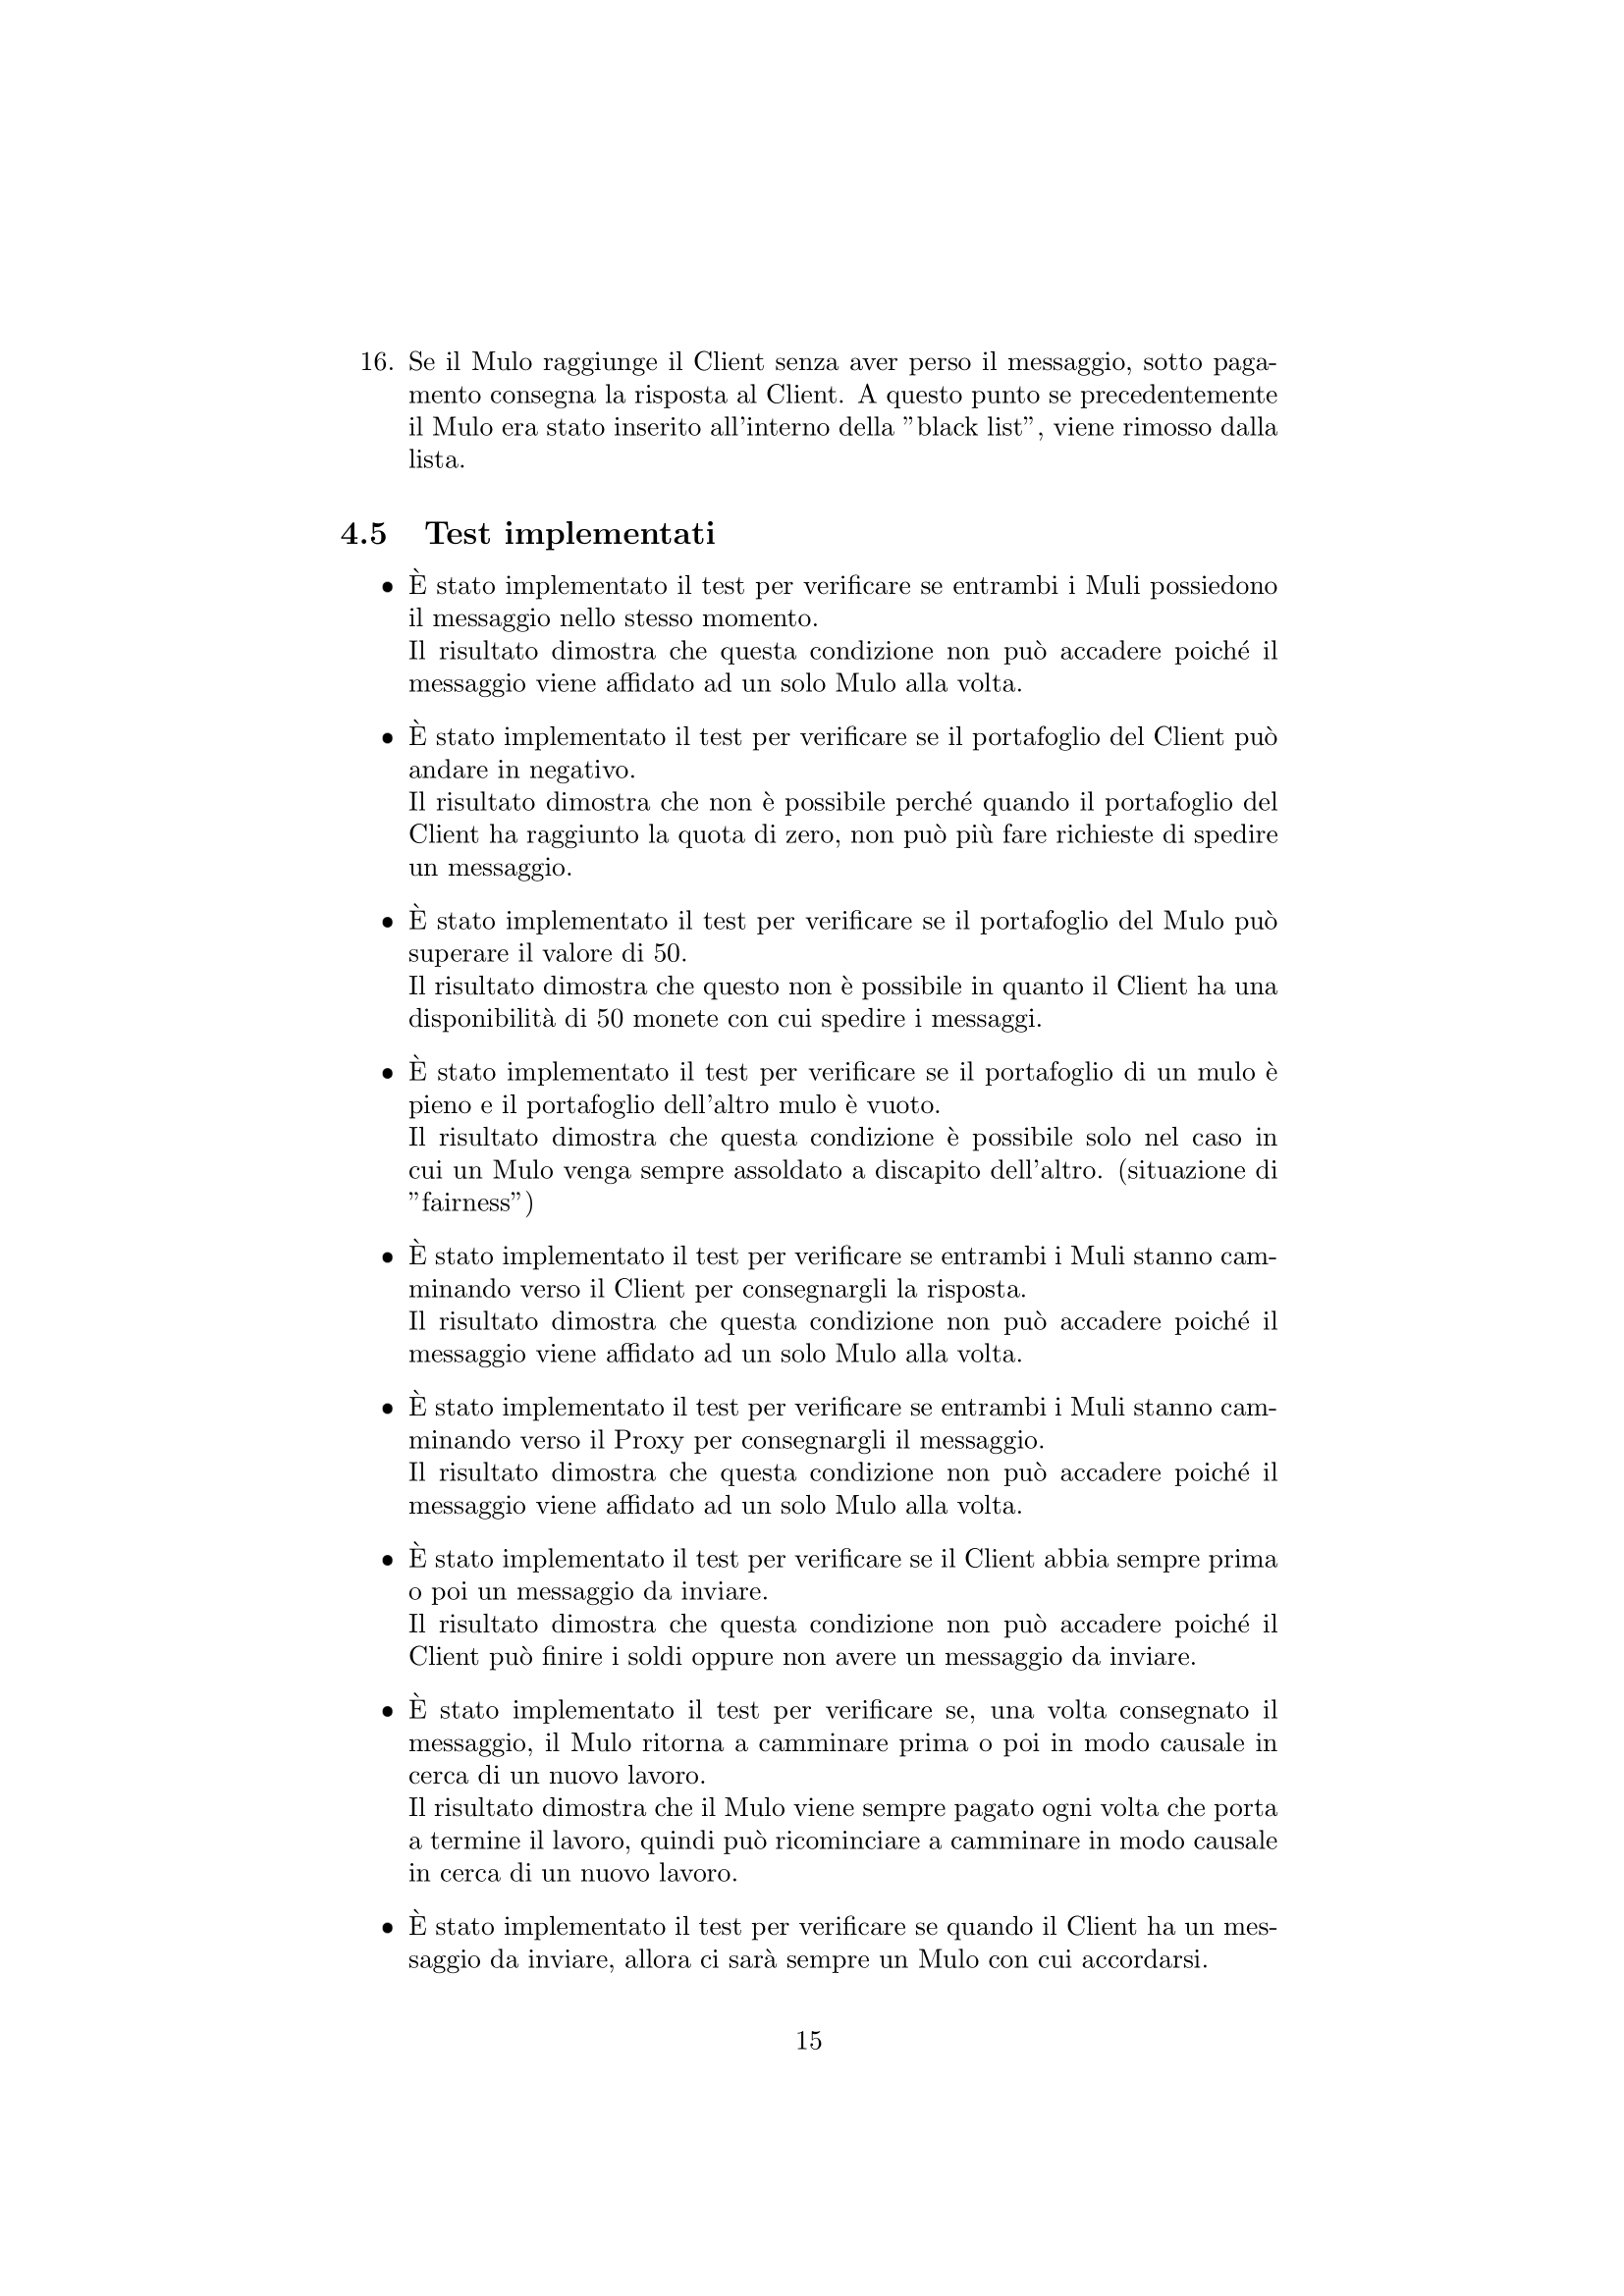 16. Se il Mulo raggiunge il Client senza aver perso il messaggio, sotto paga-
mento consegna la risposta al Client. A questo punto se precedentemente
il Mulo era stato inserito all'interno della ”black list”, viene rimosso dalla
lista.
4.5 Test implementati
• È stato implementato il test per verificare se entrambi i Muli possiedono
il messaggio nello stesso momento.
Il risultato dimostra che questa condizione non può accadere poiché il
messaggio viene affidato ad un solo Mulo alla volta.
• È stato implementato il test per verificare se il portafoglio del Client può
andare in negativo.
Il risultato dimostra che non è possibile perché quando il portafoglio del
Client ha raggiunto la quota di zero, non può più fare richieste di spedire
un messaggio.
• È stato implementato il test per verificare se il portafoglio del Mulo può
superare il valore di 50.
Il risultato dimostra che questo non è possibile in quanto il Client ha una
disponibilità di 50 monete con cui spedire i messaggi.
• È stato implementato il test per verificare se il portafoglio di un mulo è
pieno e il portafoglio dell'altro mulo è vuoto.
Il risultato dimostra che questa condizione è possibile solo nel caso in
cui un Mulo venga sempre assoldato a discapito dell'altro. (situazione di
”fairness”)
• È stato implementato il test per verificare se entrambi i Muli stanno cam-
minando verso il Client per consegnargli la risposta.
Il risultato dimostra che questa condizione non può accadere poiché il
messaggio viene affidato ad un solo Mulo alla volta.
• È stato implementato il test per verificare se entrambi i Muli stanno cam-
minando verso il Proxy per consegnargli il messaggio.
Il risultato dimostra che questa condizione non può accadere poiché il
messaggio viene affidato ad un solo Mulo alla volta.
• È stato implementato il test per verificare se il Client abbia sempre prima
o poi un messaggio da inviare.
Il risultato dimostra che questa condizione non può accadere poiché il
Client può finire i soldi oppure non avere un messaggio da inviare.
• È stato implementato il test per verificare se, una volta consegnato il
messaggio, il Mulo ritorna a camminare prima o poi in modo causale in
cerca di un nuovo lavoro.
Il risultato dimostra che il Mulo viene sempre pagato ogni volta che porta
a termine il lavoro, quindi può ricominciare a camminare in modo causale
in cerca di un nuovo lavoro.
• È stato implementato il test per verificare se quando il Client ha un mes-
saggio da inviare, allora ci sarà sempre un Mulo con cui accordarsi.
15